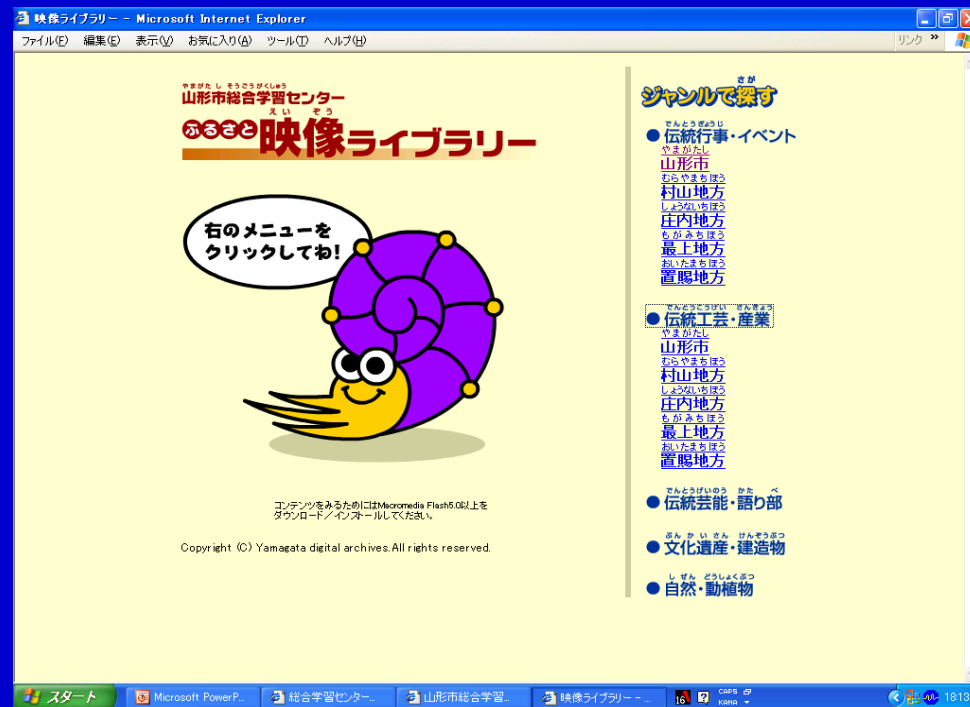 映像ライブラリー - Microsoft Internet Explorer
ファイル(F) 編集(E) 表示(V) お気に入り(A) ツール(T) ヘルプ(H)
リンク »
やまがた し そうごうがくしゅう
山形市総合学習センター
えい ぞう
ふるさと映像ライブラリー
右のメニューを
クリックしてね!
コンテンツをみるためにはMacromedia Flash5.0以上を
ダウンロード/インストールしてください。
Copyright (C) Yamagata digital archives.All rights reserved.
さが
ジャンルで探す
でんとうぎょうじ
●伝統行事・イベント
やまがたし
山形市
むらやまちほう
村山地方
しょうないちほう
庄内地方
もがみちほう
最上地方
おいたまちほう
置賜地方
でんとうこうげい さんぎょう
●伝統工芸・産業
やまがたし
山形市
むらやまちほう
村山地方
しょうないちほう
庄内地方
もがみちほう
最上地方
おいたまちほう
置賜地方
でんとうげいのう かた べ
●伝統芸能・語り部
ぶん か い さん けんぞうぶつ
●文化遺産・建造物
し ぜん どうしょくぶつ
●自然・動植物
スタート Microsoft PowerP... 総合学習センター... 山形市総合学習... 映像ライブラリー - ... 16 ? CAPS KANA 18:13